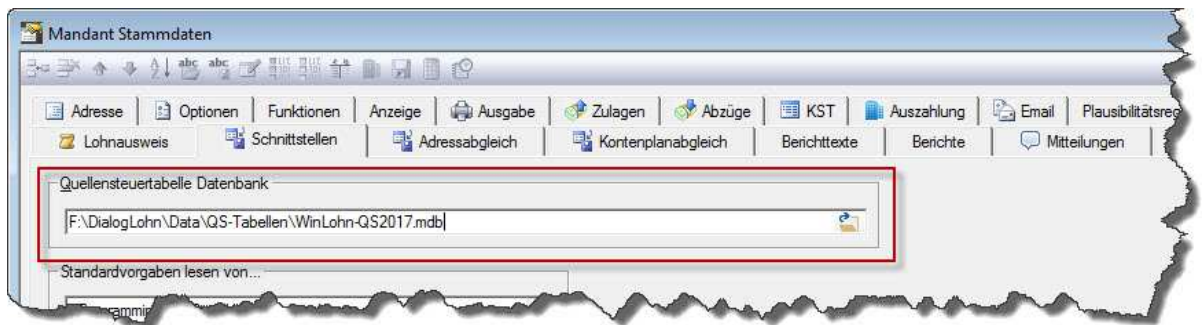 Mandant Stammdaten
Adresse Optionen Funktionen Anzeige Ausgabe Zulagen Abzüge KST Auszahlung Email Plausibilitätsreg
Lohnausweis Schnittstellen Adressabgleich Kontenplanabgleich Berichttexte Berichte Mitteilungen
Quellensteuertabelle Datenbank
F:\DialogLohn\Data\QS-Tabellen\WinLohn-QS2017.mdb
Standardvorgaben lesen von...